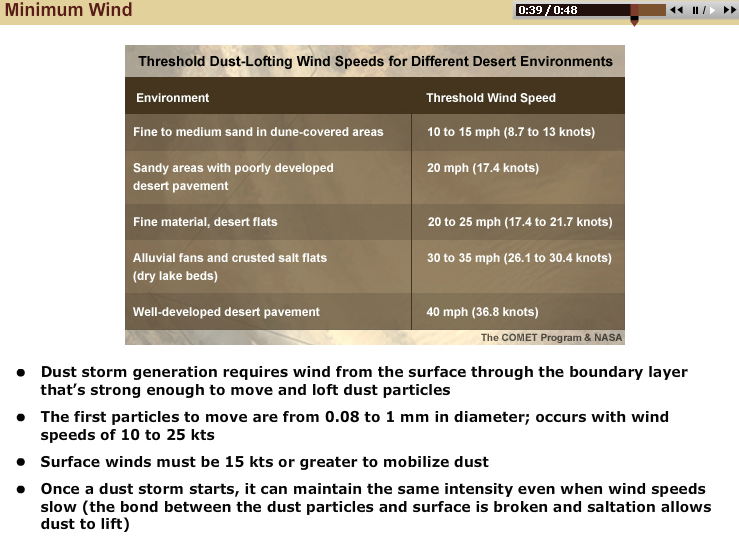 Minimum Wind
0:39 / 0:48
Threshold Dust-Lofting Wind Speeds for Different Desert Environments
Environment Threshold Wind Speed
Fine to medium sand in dune-covered areas 10 to 15 mph (8.7 to 13 knots)
Sandy areas with poorly developed 20 mph (17.4 knots)
desert pavement
Fine material, desert flats 20 to 25 mph (17.4 to 21.7 knots)
Alluvial fans and crusted salt flats 30 to 35 mph (26.1 to 30.4 knots)
(dry lake beds)
Well-developed desert pavement 40 mph (36.8 knots)
The COMET Program & NASA
● Dust storm generation requires wind from the surface through the boundary layer
that's strong enough to move and loft dust particles
● The first particles to move are from 0.08 to 1 mm in diameter; occurs with wind
speeds of 10 to 25 kts
● Surface winds must be 15 kts or greater to mobilize dust
● Once a dust storm starts, it can maintain the same intensity even when wind speeds
slow (the bond between the dust particles and surface is broken and saltation allows
dust to lift)